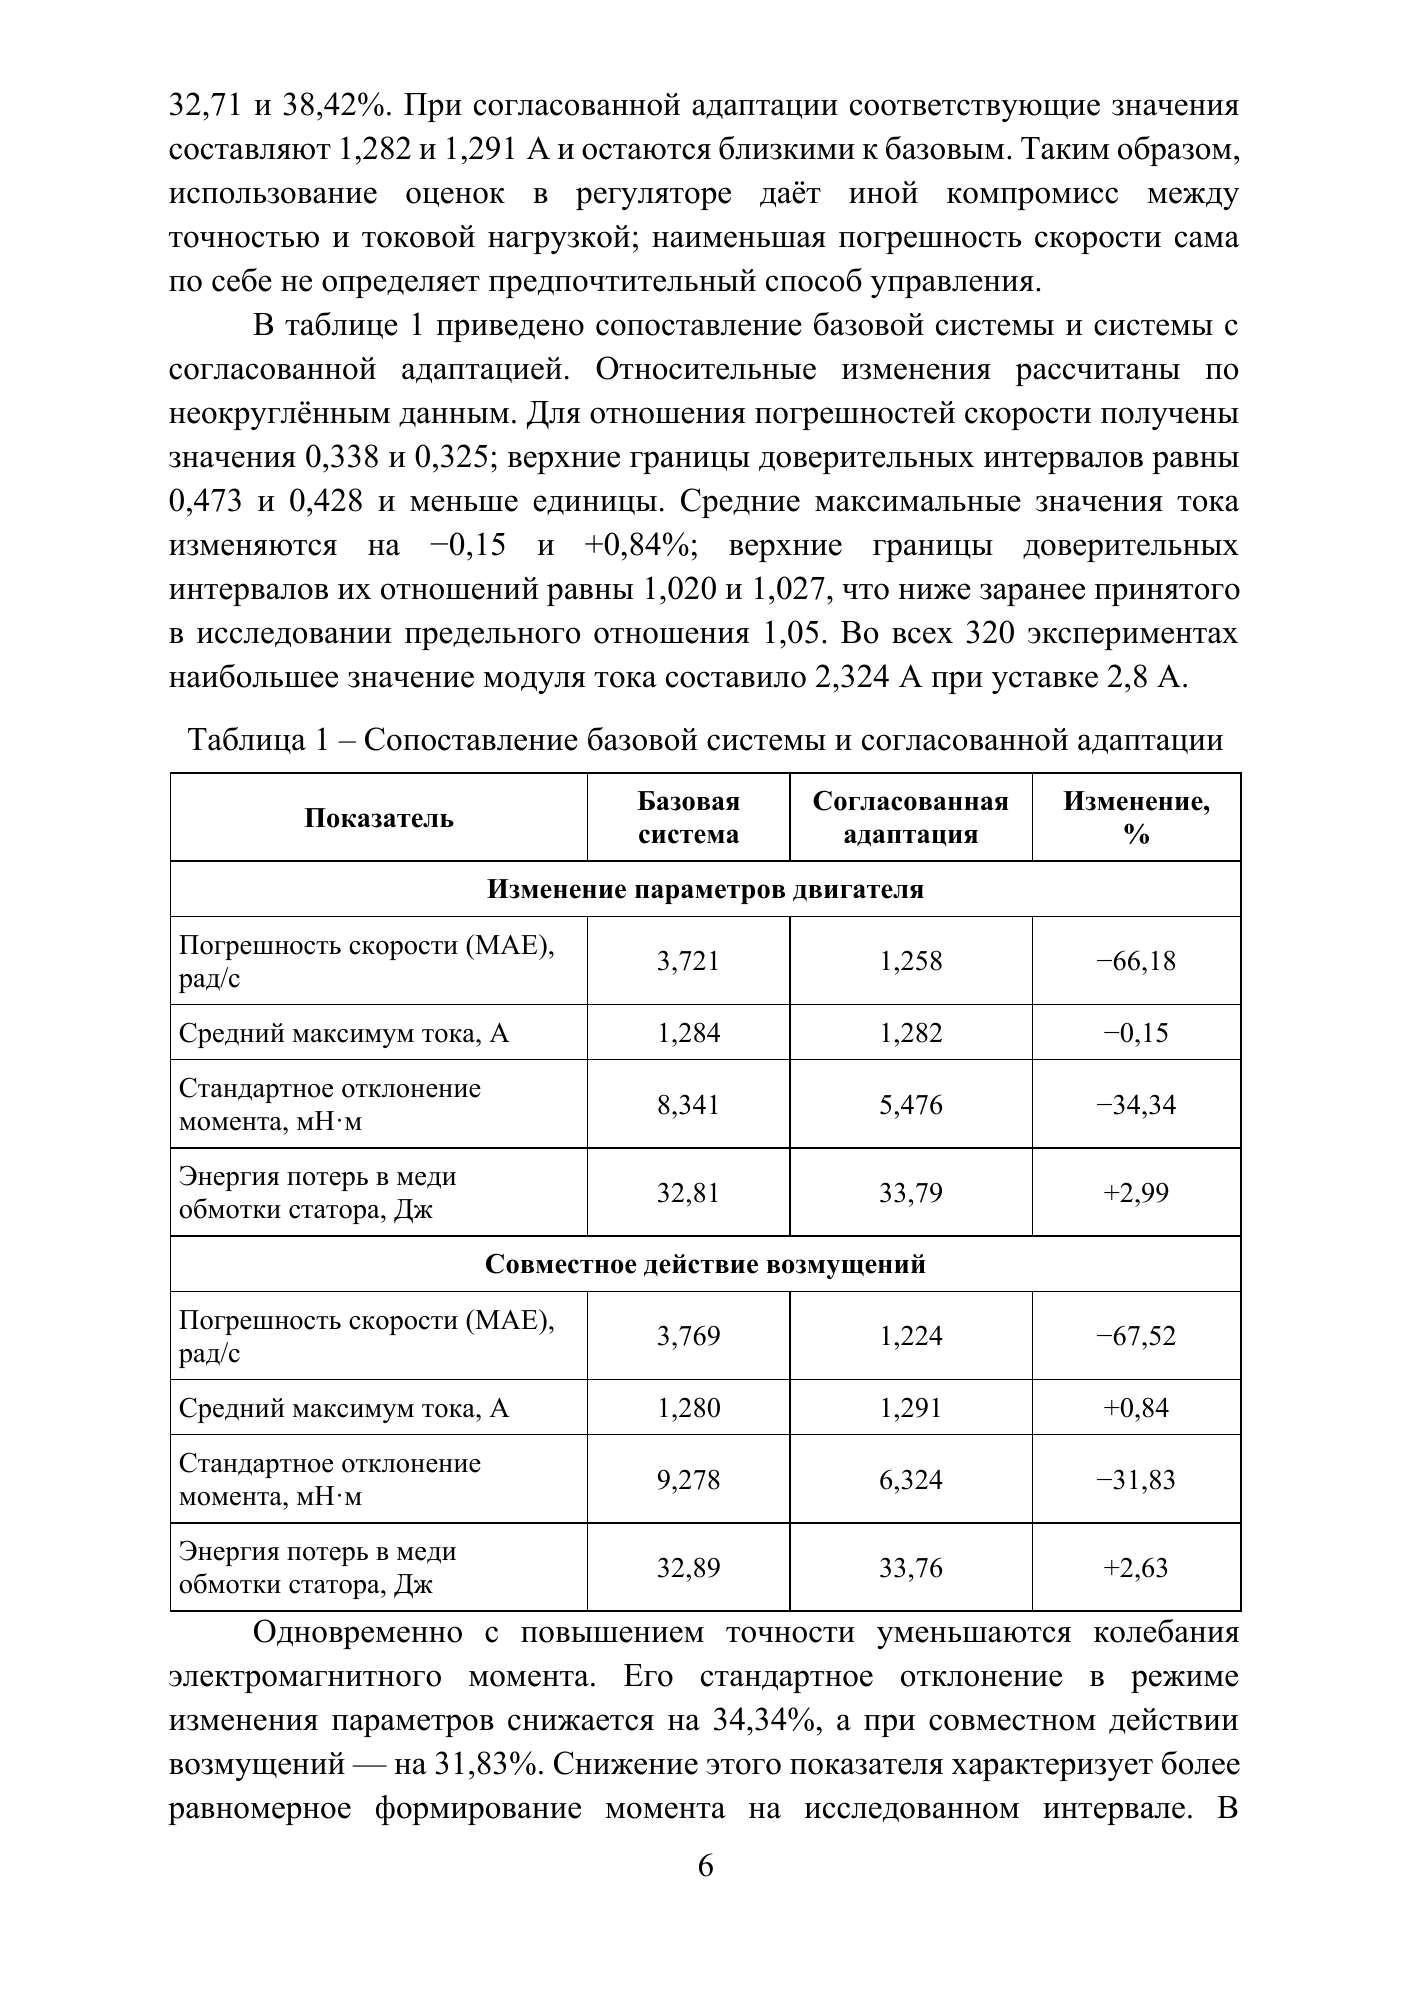 32,71 и 38,42%. При согласованной адаптации соответствующие значения
составляют 1,282 и 1,291 А и остаются близкими к базовым. Таким образом,
использование оценок в регуляторе даёт иной компромисс между
точностью и токовой нагрузкой; наименьшая погрешность скорости сама
по себе не определяет предпочтительный способ управления.
В таблице 1 приведено сопоставление базовой системы и системы с
согласованной адаптацией. Относительные изменения рассчитаны по
неокруглённым данным. Для отношения погрешностей скорости получены
значения 0,338 и 0,325; верхние границы доверительных интервалов равны
0,473 и 0,428 и меньше единицы. Средние максимальные значения тока
изменяются на −0,15 и +0,84%; верхние границы доверительных
интервалов их отношений равны 1,020 и 1,027, что ниже заранее принятого
в исследовании предельного отношения 1,05. Во всех 320 экспериментах
наибольшее значение модуля тока составило 2,324 А при уставке 2,8 А.
Таблица 1 – Сопоставление базовой системы и согласованной адаптации
Показатель
Базовая
система
Согласованная
адаптация
Изменение,
%
Изменение параметров двигателя
Погрешность скорости (MAE),
рад/с
3,721
1,258
−66,18
Средний максимум тока, А
1,284
1,282
−0,15
Стандартное отклонение
момента, мН·м
8,341
5,476
−34,34
Энергия потерь в меди
обмотки статора, Дж
32,81
33,79
+2,99
Совместное действие возмущений
Погрешность скорости (MAE),
рад/с
3,769
1,224
−67,52
Средний максимум тока, А
1,280
1,291
+0,84
Стандартное отклонение
момента, мН·м
9,278
6,324
−31,83
Энергия потерь в меди
обмотки статора, Дж
32,89
33,76
+2,63
Одновременно с повышением точности уменьшаются колебания
электромагнитного момента. Его стандартное отклонение в режиме
изменения параметров снижается на 34,34%, а при совместном действии
возмущений — на 31,83%. Снижение этого показателя характеризует более
равномерное формирование момента на исследованном интервале. В
6